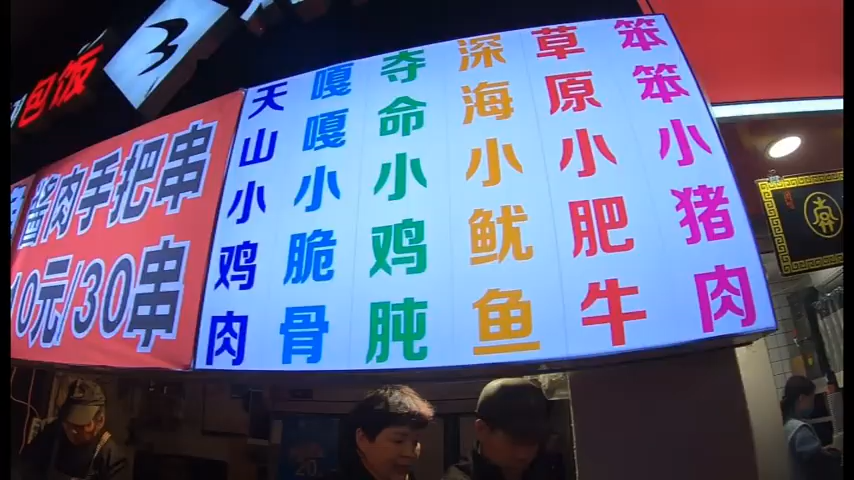 包饭
3
酱肉手把串
10元/30串
天山小鸡肉
嘎嘎小脆骨
夺命小鸡肫
深海小鱿鱼
草原小肥牛
笨笨小猪肉